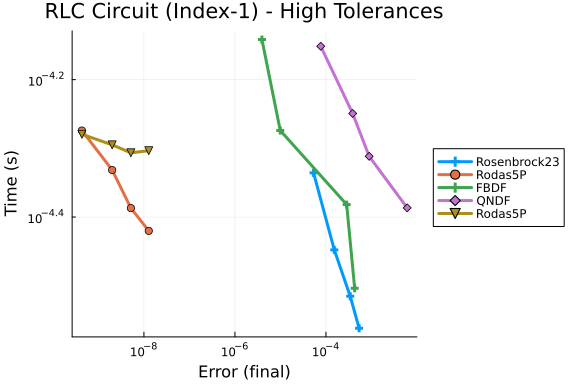 RLC Circuit (Index-1) - High Tolerances
Time (s)
10^−4.2
10^−4.4
10^−8
10^−6
10^−4
Error (final)
Rosenbrock23
Rodas5P
FBDF
QNDF
Rodas5P